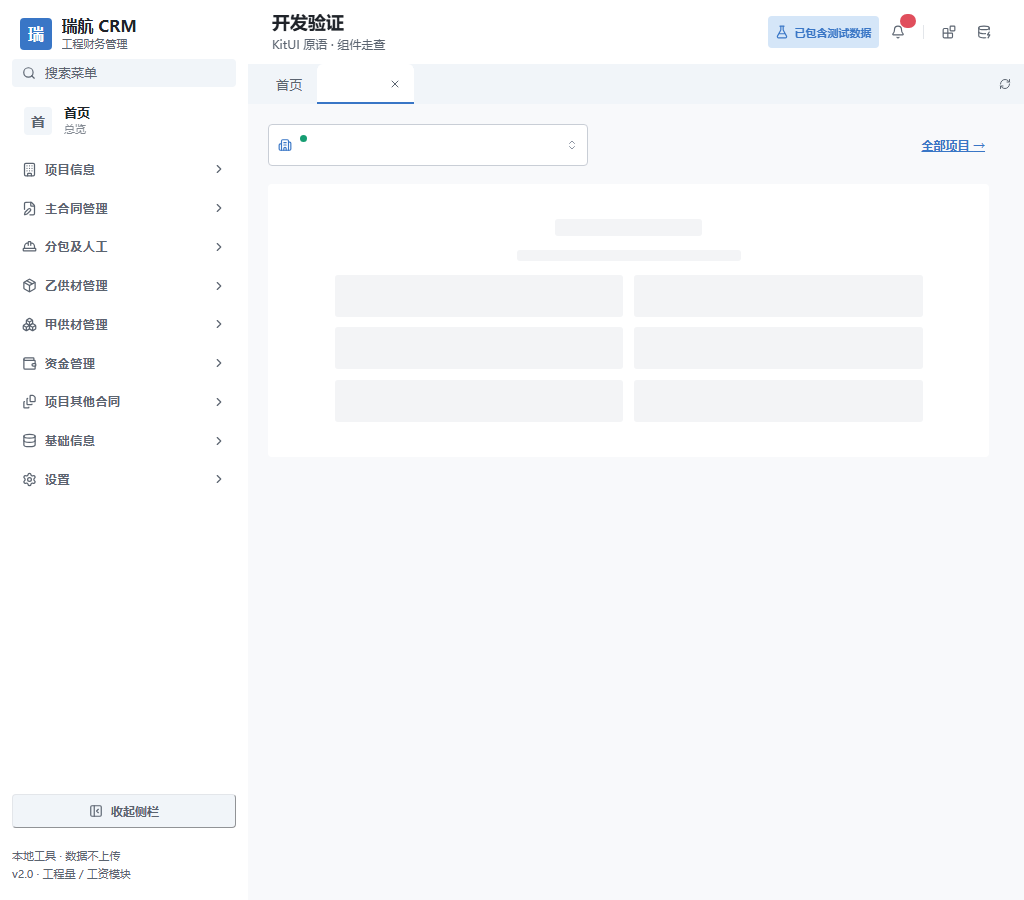 瑞
瑞航 CRM
工程财务管理
搜索菜单
首
首页
总览
项目信息
主合同管理
分包及人工
乙供材管理
甲供材管理
资金管理
项目其他合同
基础信息
设置
收起侧栏
本地工具 · 数据不上传
v2.0 · 工程量 / 工资模块
开发验证
KitUI 原语 · 组件走查
已包含测试数据
首页
全部项目 →